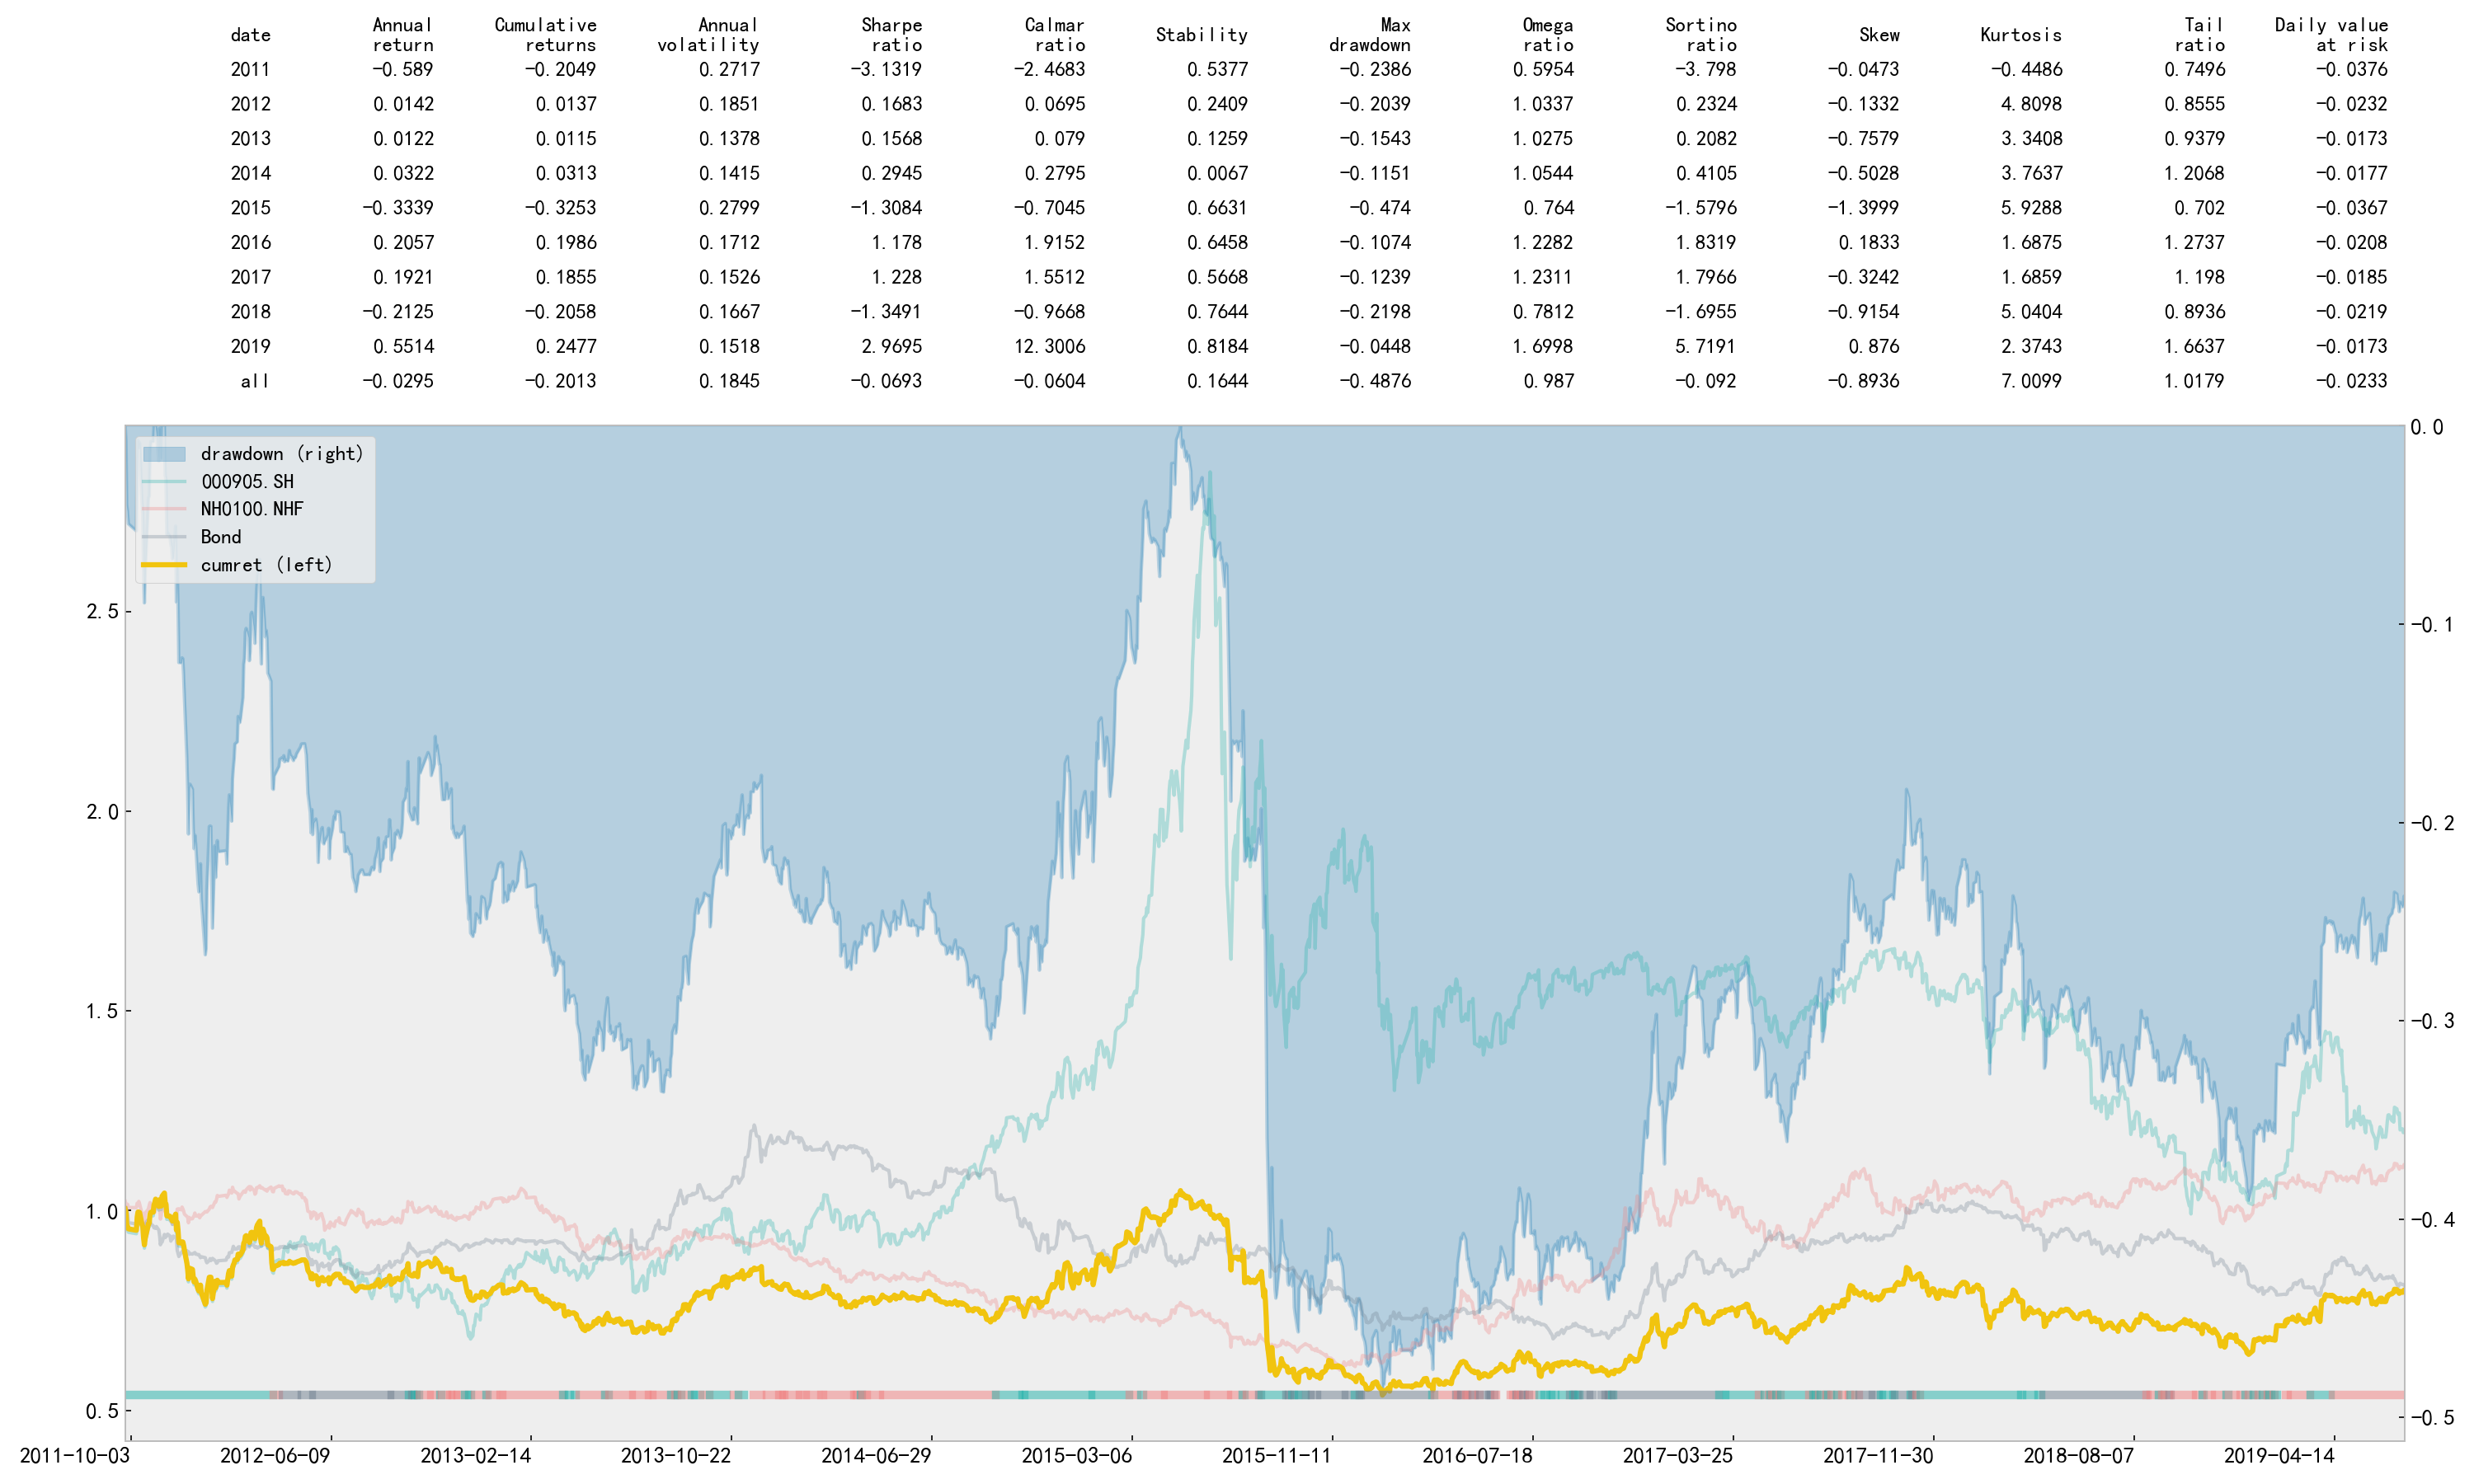 date Annual return Cumulative returns Annual volatility Sharpe ratio Calmar ratio Stability Max drawdown Omega ratio Sortino ratio Skew Kurtosis Tail ratio Daily value at risk
2011 -0.589 -0.2049 0.2717 -3.1319 -2.4683 0.5377 -0.2386 0.5954 -3.798 -0.0473 -0.4486 0.7496 -0.0376
2012 0.0142 0.0137 0.1851 0.1683 0.0695 0.2409 -0.2039 1.0337 0.2324 -0.1332 4.8098 0.8555 -0.0232
2013 0.0122 0.0115 0.1378 0.1568 0.079 0.1259 -0.1543 1.0275 0.2082 -0.7579 3.3408 0.9379 -0.0173
2014 0.0322 0.0313 0.1415 0.2945 0.2795 0.0067 -0.1151 1.0544 0.4105 -0.5028 3.7637 1.2068 -0.0177
2015 -0.3339 -0.3253 0.2799 -1.3084 -0.7045 0.6631 -0.474 0.764 -1.5796 -1.3999 5.9288 0.702 -0.0367
2016 0.2057 0.1986 0.1712 1.178 1.9152 0.6458 -0.1074 1.2282 1.8319 0.1833 1.6875 1.2737 -0.0208
2017 0.1921 0.1855 0.1526 1.228 1.5512 0.5668 -0.1239 1.2311 1.7966 -0.3242 1.6859 1.198 -0.0185
2018 -0.2125 -0.2058 0.1667 -1.3491 -0.9668 0.7644 -0.2198 0.7812 -1.6955 -0.9154 5.0404 0.8936 -0.0219
2019 0.5514 0.2477 0.1518 2.9695 12.3006 0.8184 -0.0448 1.6998 5.7191 0.876 2.3743 1.6637 -0.0173
all -0.0295 -0.2013 0.1845 -0.0693 -0.0604 0.1644 -0.4876 0.987 -0.092 -0.8936 7.0099 1.0179 -0.0233
drawdown (right)
000905.SH
NH0100.NHF
Bond
cumret (left)
2.5
2.0
1.5
1.0
0.5
0.0
-0.1
-0.2
-0.3
-0.4
-0.5
2011-10-03 2012-06-09 2013-02-14 2013-10-22 2014-06-29 2015-03-06 2015-11-11 2016-07-18 2017-03-25 2017-11-30 2018-08-07 2019-04-14